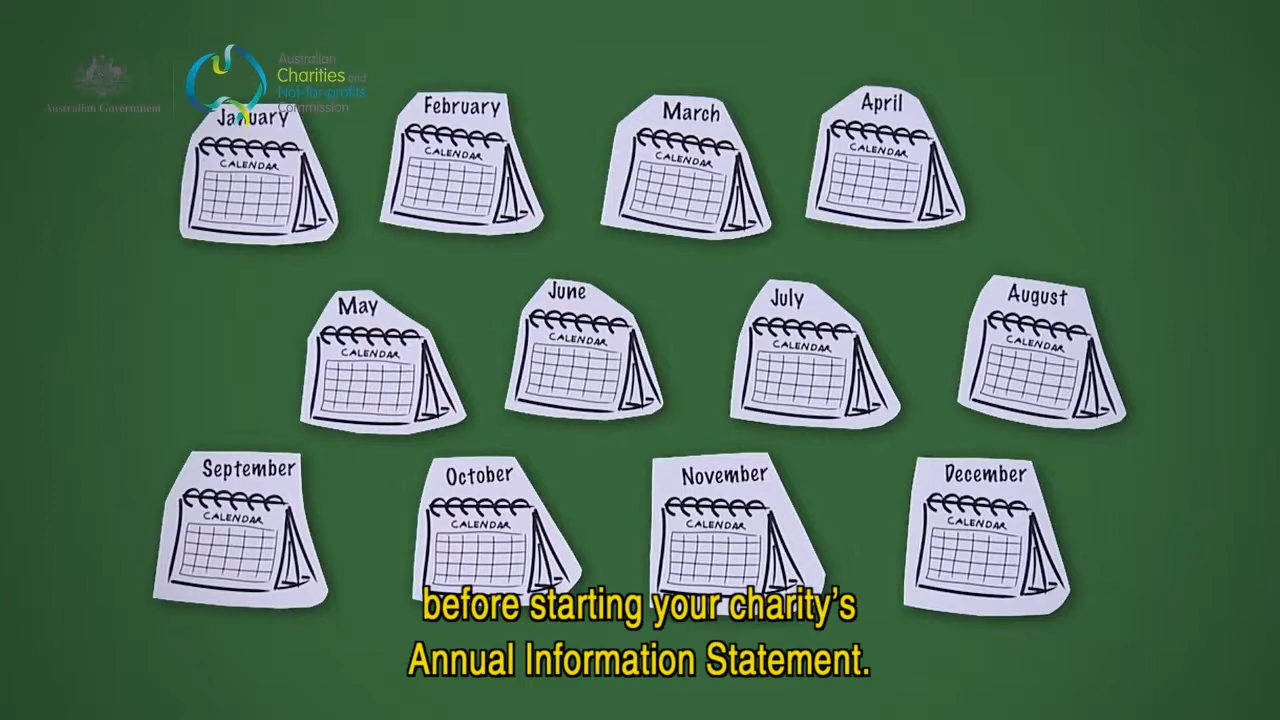 Australian Government
Australian
Charities and
Not-for-profits
Commission
January
February
March
April
CALENDAR
CALENDAR
CALENDAR
CALENDAR
May
June
July
August
CALENDAR
CALENDAR
CALENDAR
CALENDAR
September
October
November
December
CALENDAR
CALENDAR
CALENDAR
CALENDAR
before starting your charity’s
Annual Information Statement.